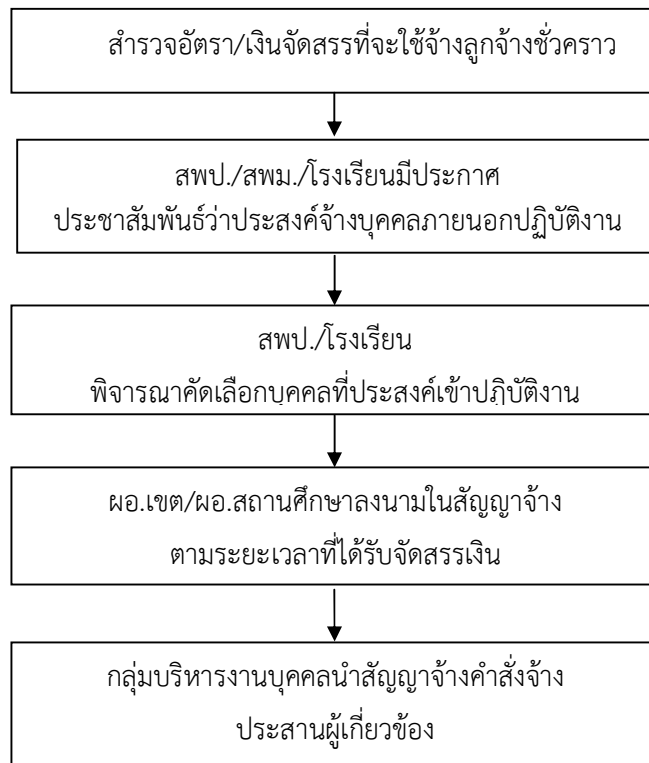 สำรวจอัตรา/เงินจัดสรรที่จะใช้จ้างลูกจ้างชั่วคราว
สพป./สพม./โรงเรียนมีประกาศ
ประชาสัมพันธ์ว่าประสงค์จ้างบุคคลภายนอกปฏิบัติงาน
สพป./โรงเรียน
พิจารณาคัดเลือกบุคคลที่ประสงค์เข้าปฏิบัติงาน
ผอ.เขต/ผอ.สถานศึกษาลงนามในสัญญาจ้าง
ตามระยะเวลาที่ได้รับจัดสรรเงิน
กลุ่มบริหารงานบุคคลนำสัญญาจ้างคำสั่งจ้าง
ประสานผู้เกี่ยวข้อง